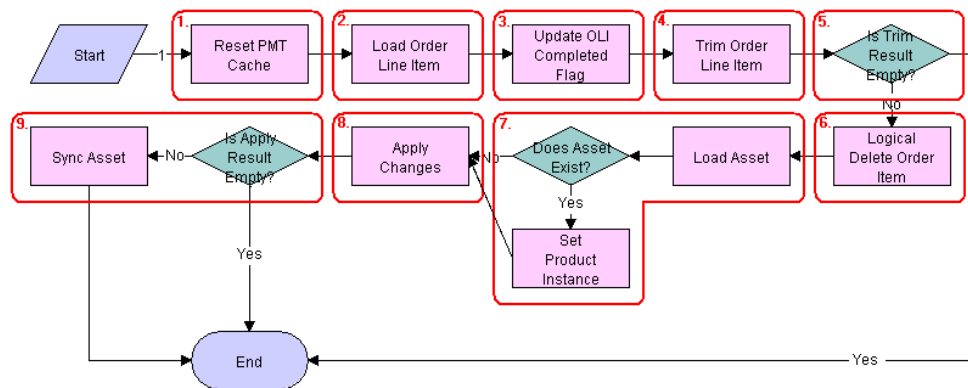 1.
2.
3.
4.
5.
Start
1
Reset PMT
Cache
Load Order
Line Item
Update OLI
Completed
Flag
Trim Order
Line Item
Is Trim
Result
Empty?
No
9.
8.
7.
6.
Sync Asset
No
Is Apply
Result
Empty?
Apply
Changes
No
Does Asset
Exist?
Load Asset
Logical
Delete Order
Item
Yes
Set
Product
Instance
Yes
End
Yes